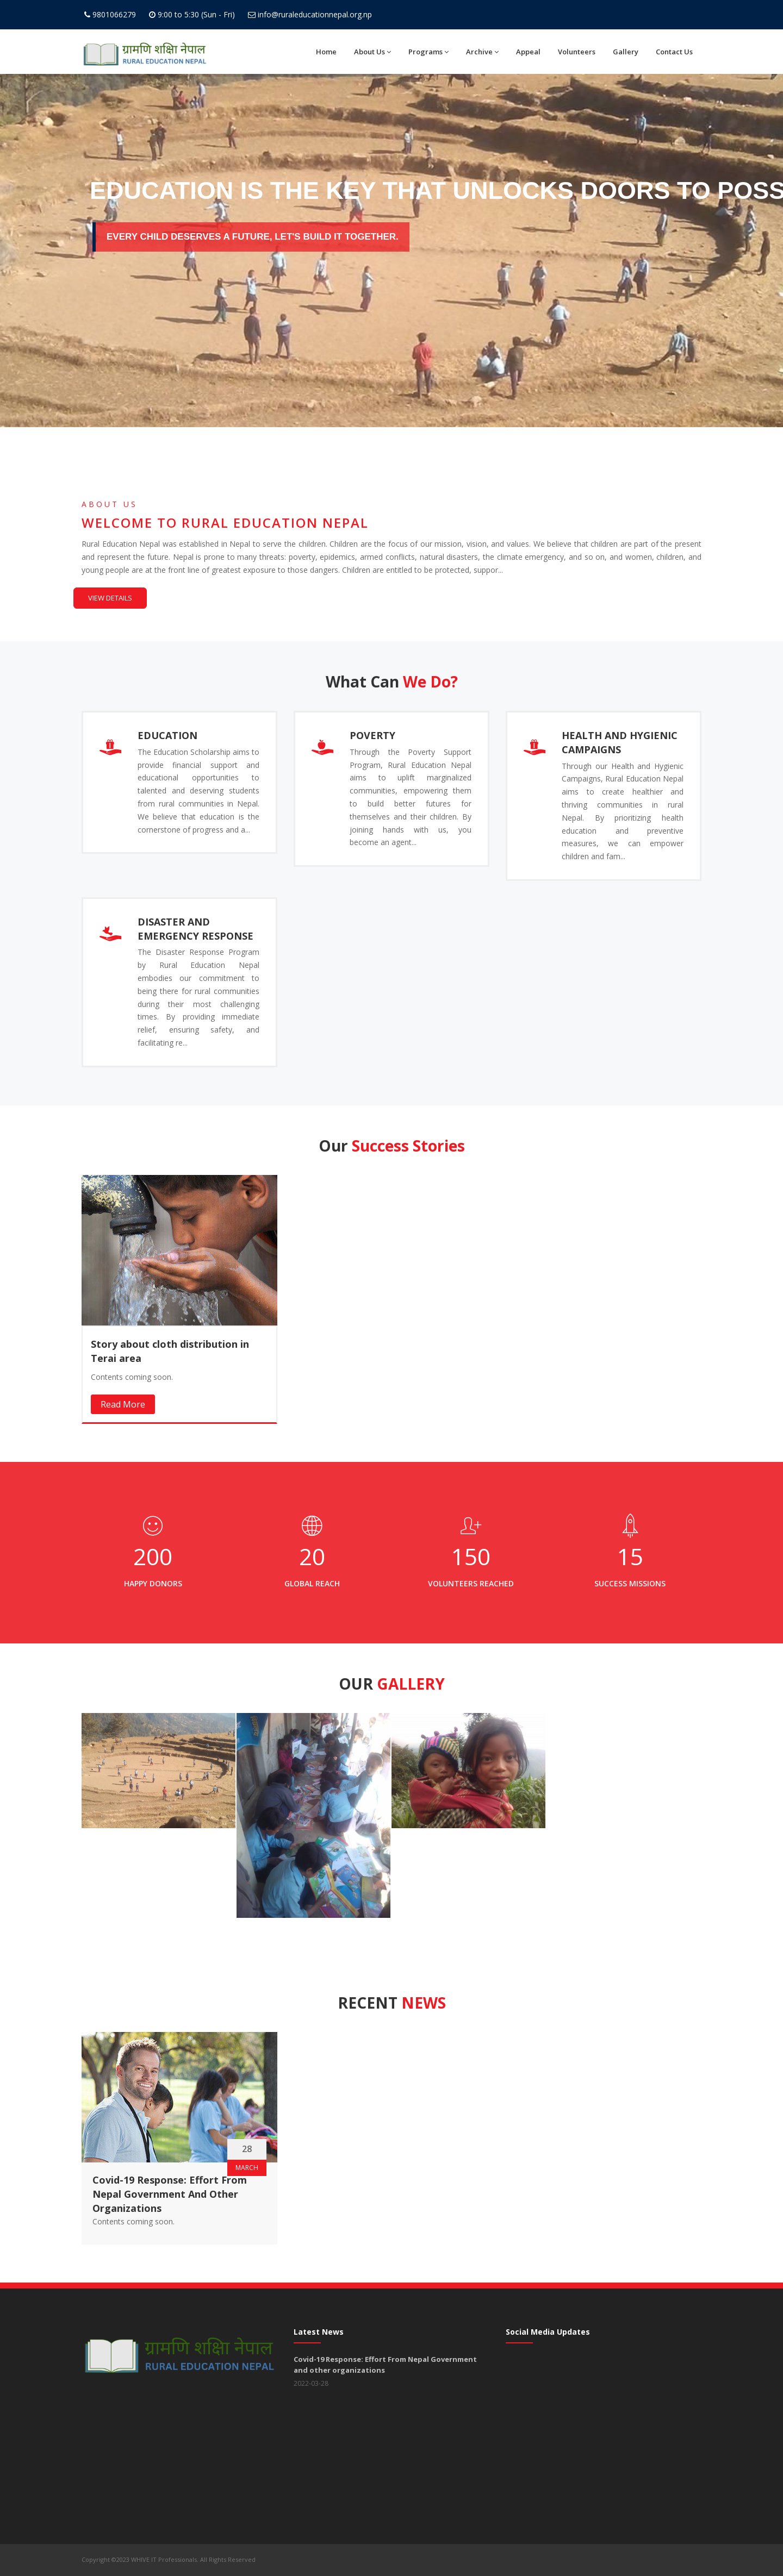 9801066279 9:00 to 5:30 (Sun - Fri) info@ruraleducationnepal.org.np
ग्रामणि शक्षिा नेपाल
RURAL EDUCATION NEPAL
Home About Us Programs Archive Appeal Volunteers Gallery Contact Us
EDUCATION IS THE KEY THAT UNLOCKS DOORS TO POSS
EVERY CHILD DESERVES A FUTURE, LET'S BUILD IT TOGETHER.
ABOUT US
WELCOME TO RURAL EDUCATION NEPAL
Rural Education Nepal was established in Nepal to serve the children. Children are the focus of our mission, vision, and values. We believe that children are part of the present
and represent the future. Nepal is prone to many threats: poverty, epidemics, armed conflicts, natural disasters, the climate emergency, and so on, and women, children, and
young people are at the front line of greatest exposure to those dangers. Children are entitled to be protected, suppor...
VIEW DETAILS
What Can We Do?
EDUCATION
The Education Scholarship aims to
provide financial support and
educational opportunities to
talented and deserving students
from rural communities in Nepal.
We believe that education is the
cornerstone of progress and a...
POVERTY
Through the Poverty Support
Program, Rural Education Nepal
aims to uplift marginalized
communities, empowering them
to build better futures for
themselves and their children. By
joining hands with us, you
become an agent...
HEALTH AND HYGIENIC
CAMPAIGNS
Through our Health and Hygienic
Campaigns, Rural Education Nepal
aims to create healthier and
thriving communities in rural
Nepal. By prioritizing health
education and preventive
measures, we can empower
children and fam...
DISASTER AND
EMERGENCY RESPONSE
The Disaster Response Program
by Rural Education Nepal
embodies our commitment to
being there for rural communities
during their most challenging
times. By providing immediate
relief, ensuring safety, and
facilitating re...
Our Success Stories
Story about cloth distribution in
Terai area
Contents coming soon.
Read More
200 20 150 15
HAPPY DONORS GLOBAL REACH VOLUNTEERS REACHED SUCCESS MISSIONS
OUR GALLERY
RECENT NEWS
28
MARCH
Covid-19 Response: Effort From
Nepal Government And Other
Organizations
Contents coming soon.
ग्रामणि शक्षिा नेपाल
RURAL EDUCATION NEPAL
Latest News
Covid-19 Response: Effort From Nepal Government
and other organizations
2022-03-28
Social Media Updates
Copyright ©2023 WHIVE IT Professionals. All Rights Reserved